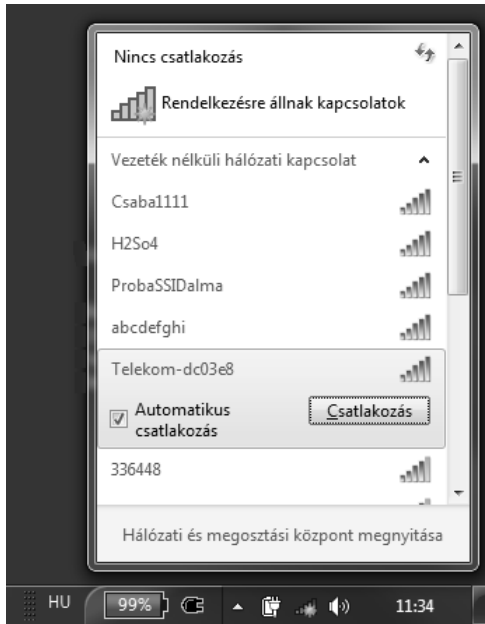 Nincs csatlakozás
Rendelkezésre állnak kapcsolatok
Vezeték nélküli hálózati kapcsolat
Csaba1111
H2So4
ProbaSSIDalma
abcdefghi
Telekom-dc03e8
Automatikus
csatlakozás
Csatlakozás
336448
Hálózati és megosztási központ megnyitása
HU
99%
11:34